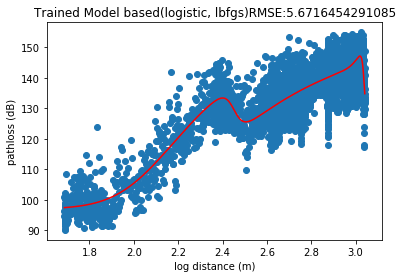 Trained Model based(logistic, lbfgs)RMSE:5.6716454291085
150
140
130
120
110
100
90
pathloss (dB)
1.8 2.0 2.2 2.4 2.6 2.8 3.0
log distance (m)